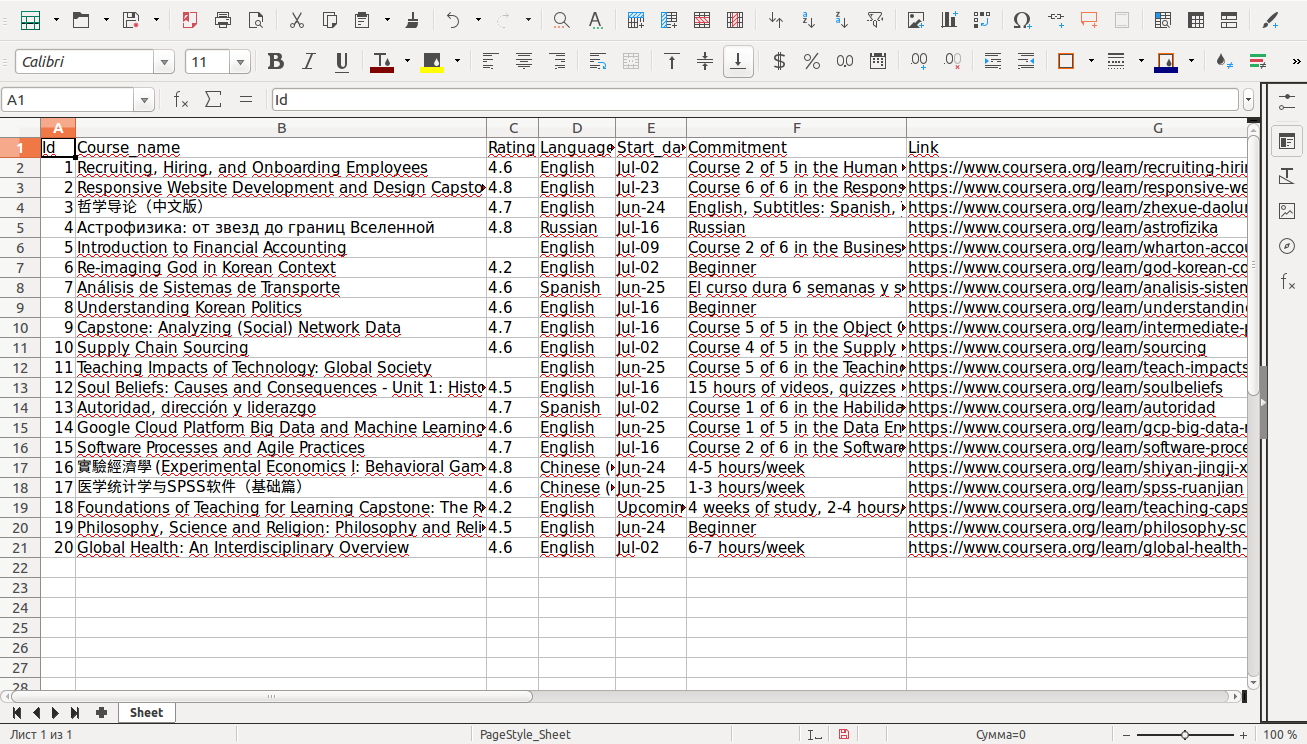 Calibri 11
A1 Id
A B C D E F G
1 Id Course_name Rating Language Start_da Commitment Link
2 1 Recruiting, Hiring, and Onboarding Employees 4.6 English Jul-02 Course 2 of 5 in the Human https://www.coursera.org/learn/recruiting-hirin
3 2 Responsive Website Development and Design Capsto 4.8 English Jul-23 Course 6 of 6 in the Respons https://www.coursera.org/learn/responsive-we
4 3 哲学导论（中文版） 4.7 English Jun-24 English, Subtitles: Spanish, https://www.coursera.org/learn/zhexue-daolun
5 4 Астрофизика: от звезд до границ Вселенной 4.8 Russian Jul-16 Russian https://www.coursera.org/learn/astrofizika
6 5 Introduction to Financial Accounting English Jul-09 Course 2 of 6 in the Busines https://www.coursera.org/learn/wharton-accou
7 6 Re-imaging God in Korean Context 4.2 English Jul-02 Beginner https://www.coursera.org/learn/god-korean-co
8 7 Análisis de Sistemas de Transporte 4.6 Spanish Jun-25 El curso dura 6 semanas y s https://www.coursera.org/learn/analisis-sistem
9 8 Understanding Korean Politics 4.6 English Jul-16 Beginner https://www.coursera.org/learn/understanding
10 9 Capstone: Analyzing (Social) Network Data 4.7 English Jul-16 Course 5 of 5 in the Object https://www.coursera.org/learn/intermediate-p
11 10 Supply Chain Sourcing 4.6 English Jul-02 Course 4 of 5 in the Supply https://www.coursera.org/learn/sourcing
12 11 Teaching Impacts of Technology: Global Society English Jun-25 Course 5 of 6 in the Teachin https://www.coursera.org/learn/teach-impacts
13 12 Soul Beliefs: Causes and Consequences - Unit 1: Histo 4.5 English Jul-16 15 hours of videos, quizzes https://www.coursera.org/learn/soulbeliefs
14 13 Autoridad, dirección y liderazgo 4.7 Spanish Jul-02 Course 1 of 6 in the Habilida https://www.coursera.org/learn/autoridad
15 14 Google Cloud Platform Big Data and Machine Learning 4.6 English Jun-25 Course 1 of 5 in the Data En https://www.coursera.org/learn/gcp-big-data-
16 15 Software Processes and Agile Practices 4.7 English Jul-16 Course 2 of 6 in the Software https://www.coursera.org/learn/software-proce
17 16 實驗經濟學 (Experimental Economics I: Behavioral Gam 4.8 Chinese ( Jun-24 4-5 hours/week https://www.coursera.org/learn/shiyan-jingji-x
18 17 医学统计学与SPSS软件（基础篇） 4.6 Chinese ( Jun-25 1-3 hours/week https://www.coursera.org/learn/spss-ruanjian
19 18 Foundations of Teaching for Learning Capstone: The R 4.2 English Upcomin 4 weeks of study, 2-4 hours/ https://www.coursera.org/learn/teaching-caps
20 19 Philosophy, Science and Religion: Philosophy and Reli 4.5 English Jun-24 Beginner https://www.coursera.org/learn/philosophy-sc
21 20 Global Health: An Interdisciplinary Overview 4.6 English Jul-02 6-7 hours/week https://www.coursera.org/learn/global-health-
22
23
24
25
26
27
28
Sheet
Лист 1 из 1 PageStyle_Sheet Сумма=0 100 %